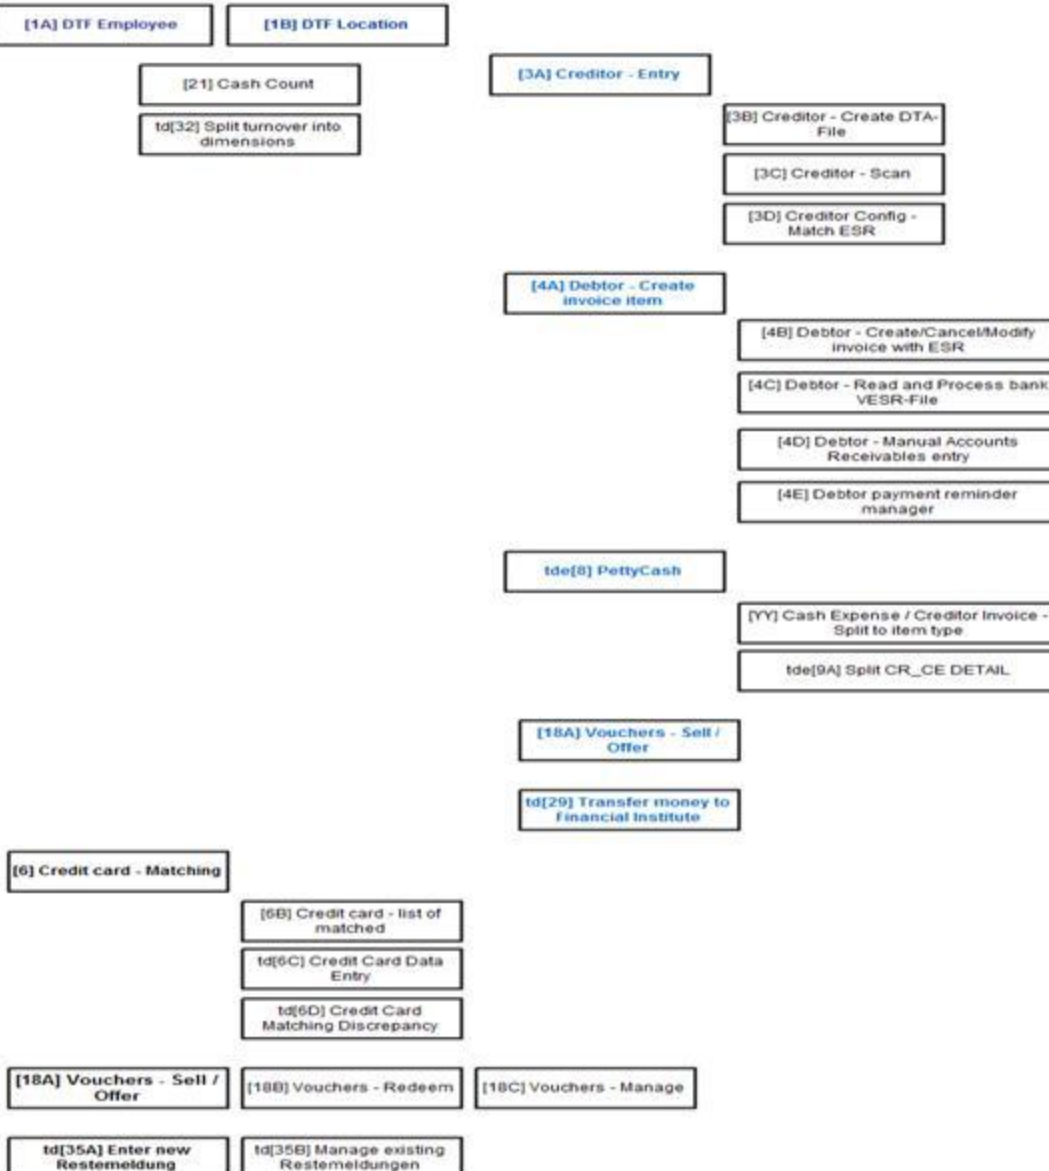 [1A] DTF Employee
[1B] DTF Location
[21] Cash Count
td[32] Split turnover into
dimensions
[3A] Creditor - Entry
[3B] Creditor - Create DTA-
File
[3C] Creditor - Scan
[3D] Creditor Config -
Match ESR
[4A] Debtor - Create
invoice item
[4B] Debtor - Create/Cancel/Modify
invoice with ESR
[4C] Debtor - Read and Process bank
VESR-File
[4D] Debtor - Manual Accounts
Receivables entry
[4E] Debtor payment reminder
manager
tde[8] PettyCash
[YY] Cash Expense / Creditor Invoice -
Split to item type
tde[9A] Split CR_CE DETAIL
[18A] Vouchers - Sell /
Offer
td[29] Transfer money to
Financial Institute
[6] Credit card - Matching
[6B] Credit card - list of
matched
td[6C] Credit Card Data
Entry
td[6D] Credit Card
Matching Discrepancy
[18A] Vouchers - Sell /
Offer
[18B] Vouchers - Redeem
[18C] Vouchers - Manage
td[35A] Enter new
Restemeldung
td[35B] Manage existing
Restemeldungen